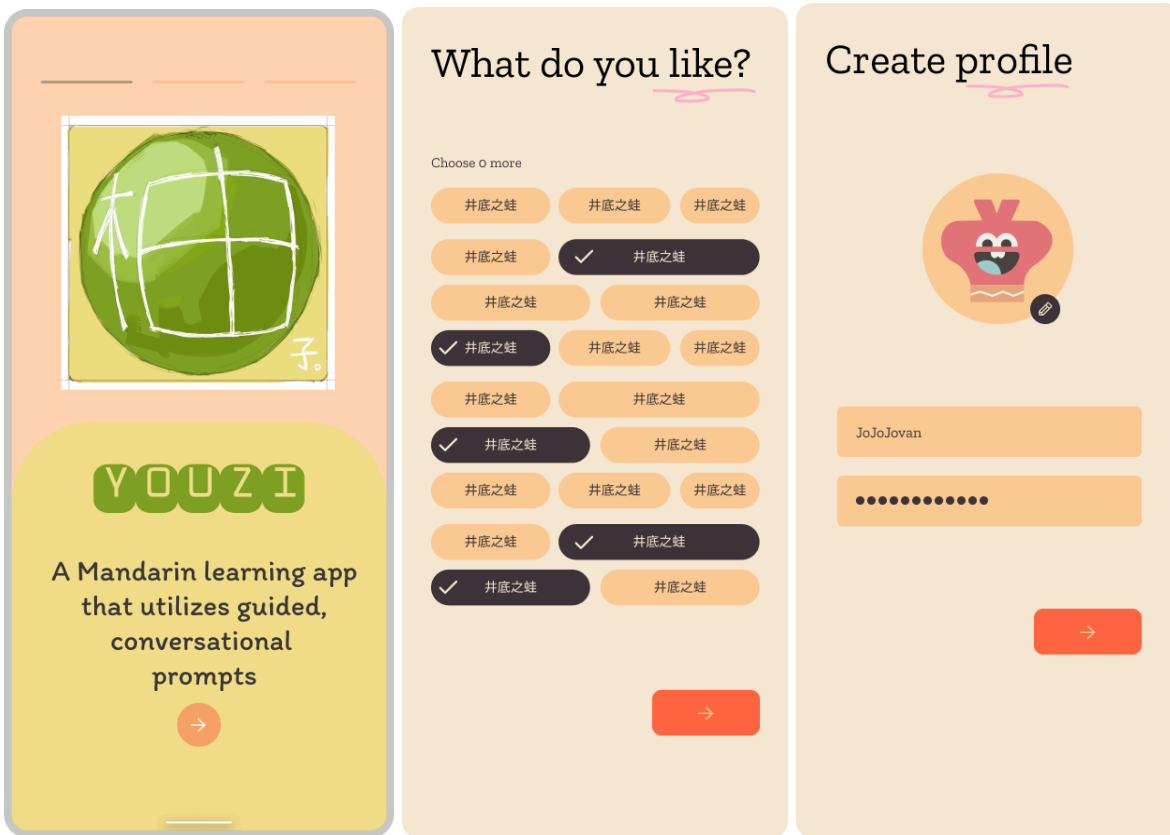 柚
子。
YOUZI
A Mandarin learning app
that utilizes guided,
conversational
prompts
What do you like?
Choose 0 more
井底之蛙 井底之蛙 井底之蛙
井底之蛙 井底之蛙
井底之蛙 井底之蛙
井底之蛙 井底之蛙 井底之蛙
井底之蛙 井底之蛙
井底之蛙 井底之蛙
井底之蛙 井底之蛙 井底之蛙
井底之蛙 井底之蛙
井底之蛙 井底之蛙
Create profile
JoJoJovan